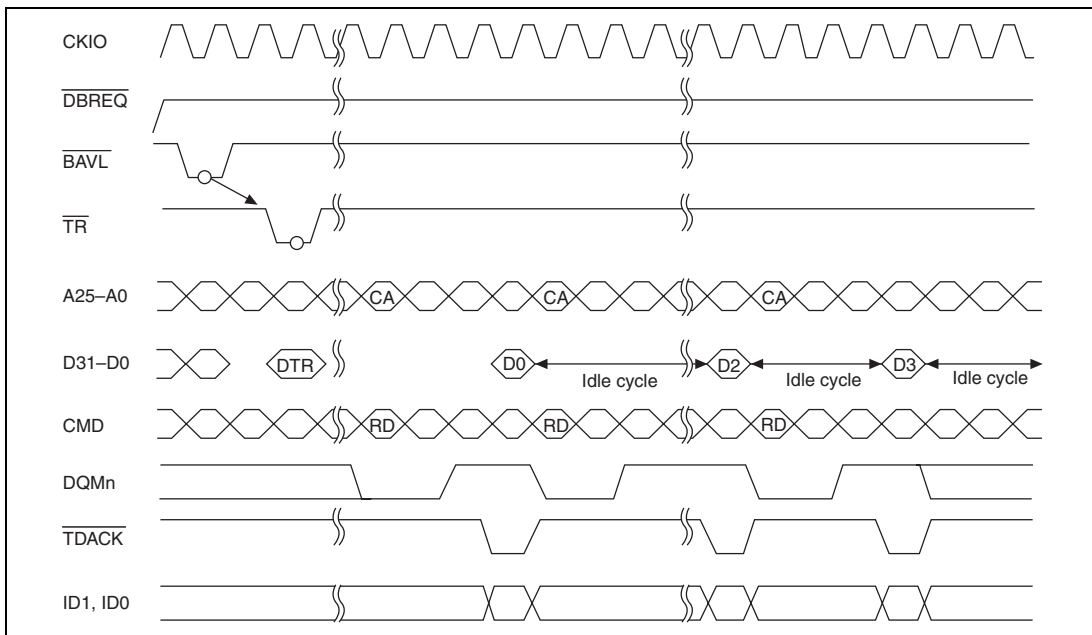 CKIO
DBREQ
BAVL
TR
A25–A0 CA CA CA
D31–D0 DTR D0 Idle cycle D2 Idle cycle D3 Idle cycle
CMD RD RD RD
DQMn
TDACK
ID1, ID0